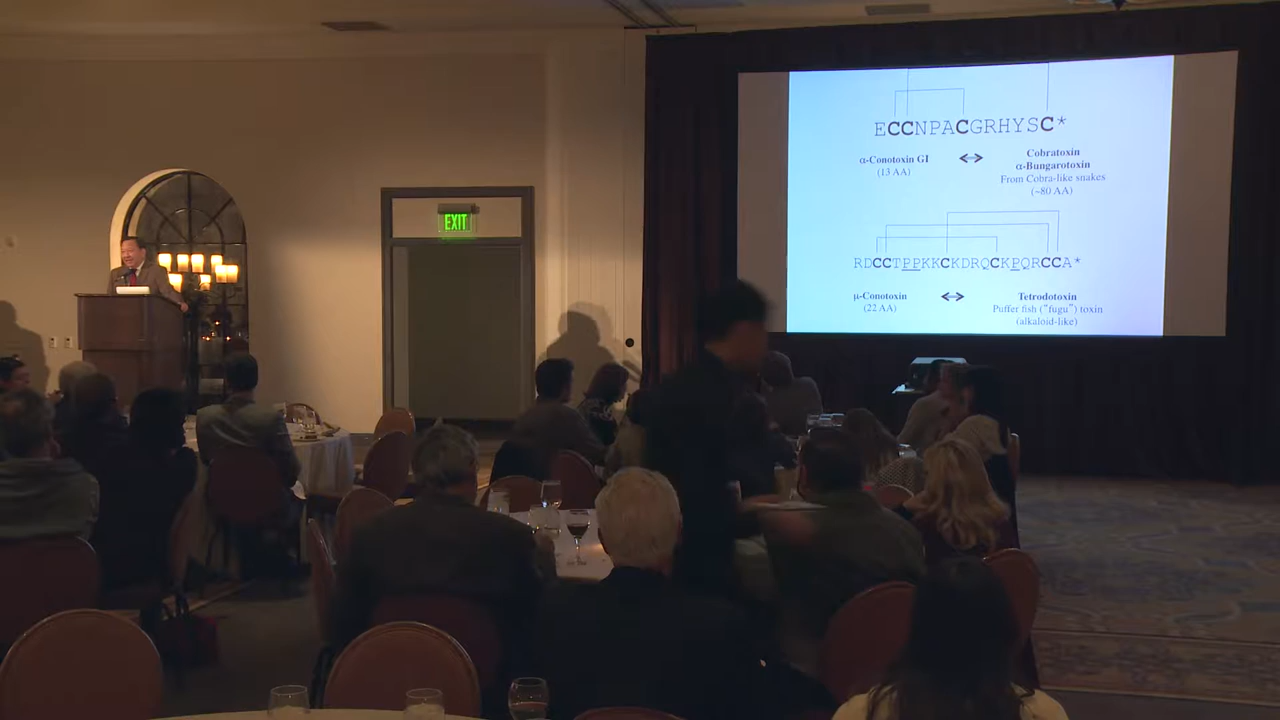 EXIT
ECCNPACGRHYSC*
α-Conotoxin GI ⟺ Cobratoxin
(13 AA) α-Bungarotoxin
From Cobra-like snakes
(~80 AA)
RDCCTPPKKCKDRQCKPQRCCA*
μ-Conotoxin ⟺ Tetrodotoxin
(22 AA) Puffer fish ("fugu") toxin
(alkaloid-like)